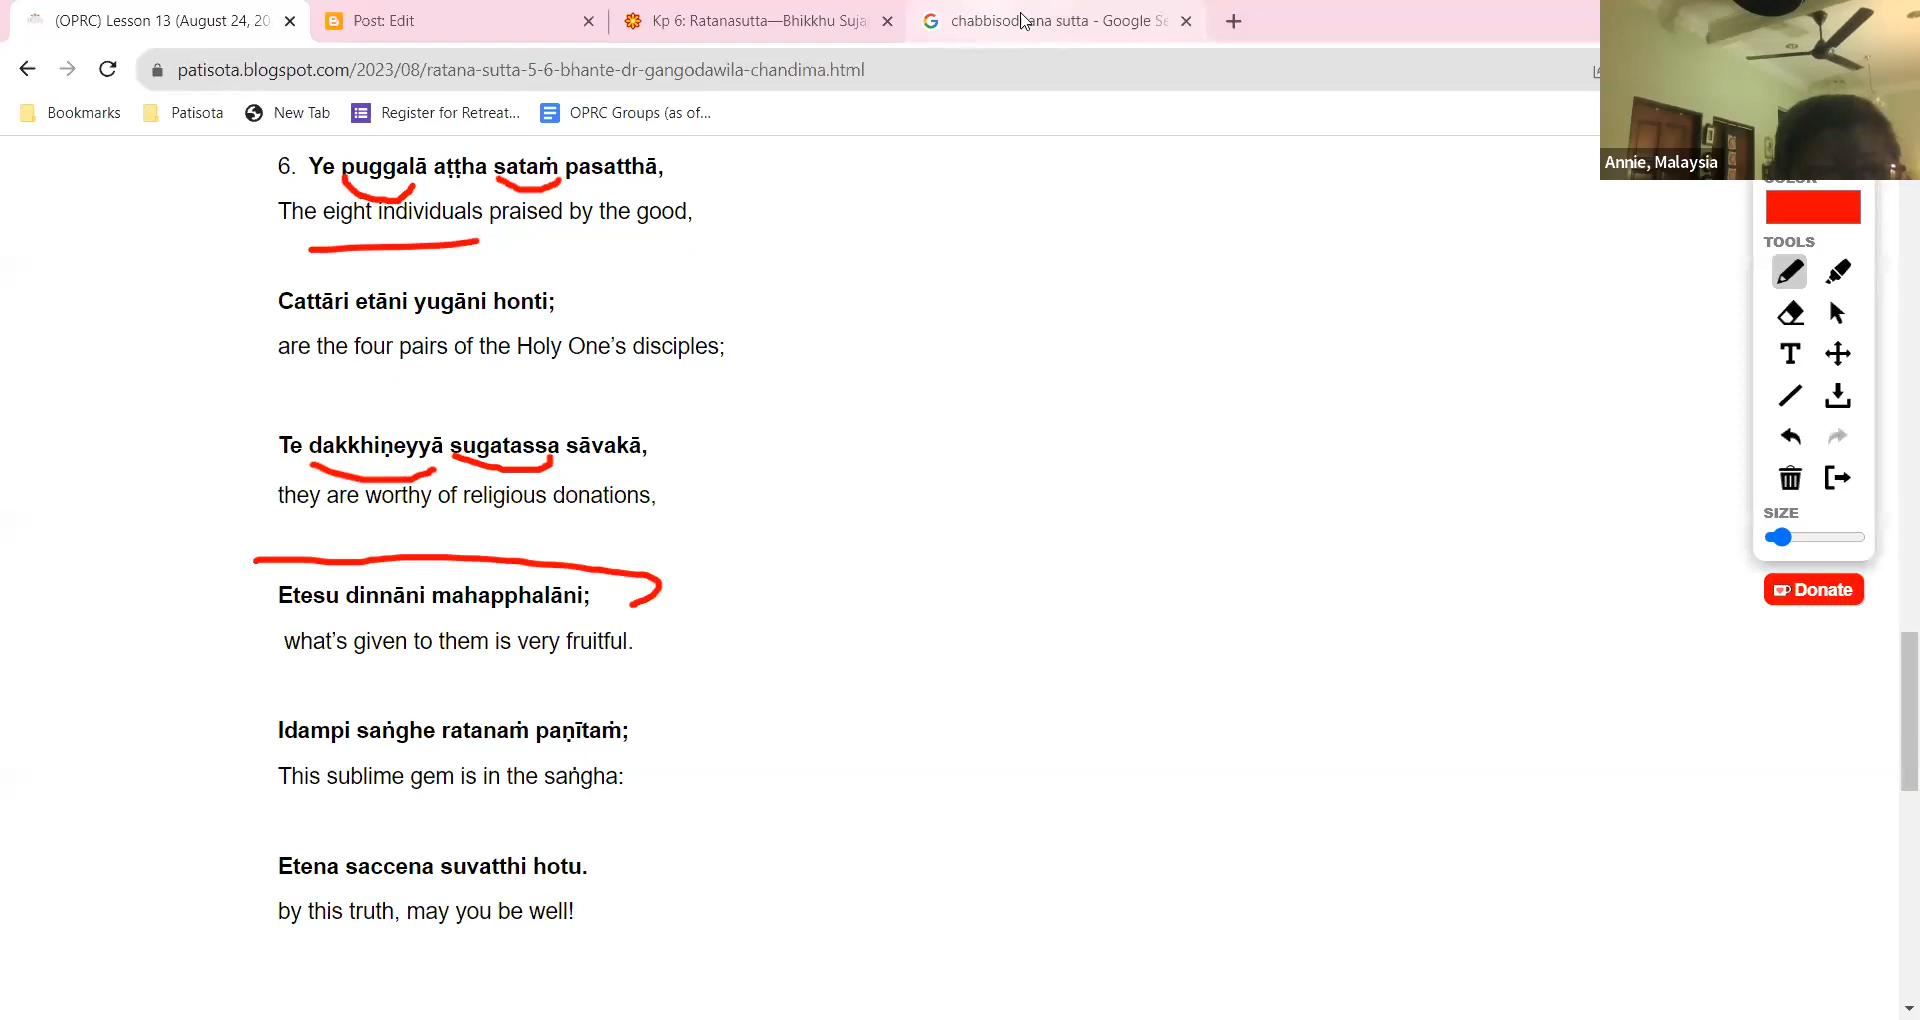 (OPRC) Lesson 13 (August 24, 20
Post: Edit
Kp 6: Ratanasutta—Bhikkhu Suja
chabbisodhana sutta - Google Se
patisota.blogspot.com/2023/08/ratana-sutta-5-6-bhante-dr-gangodawila-chandima.html
Bookmarks
Patisota
New Tab
Register for Retreat...
OPRC Groups (as of...
Annie, Malaysia
6. Ye puggalā aṭṭha sataṁ pasatthā,
The eight individuals praised by the good,
Cattāri etāni yugāni honti;
are the four pairs of the Holy One’s disciples;
Te dakkhiṇeyyā sugatassa sāvakā,
they are worthy of religious donations,
Etesu dinnāni mahapphalāni;
what’s given to them is very fruitful.
Idampi saṅghe ratanaṁ paṇītaṁ;
This sublime gem is in the saṅgha:
Etena saccena suvatthi hotu.
by this truth, may you be well!
COLOR
TOOLS
T
SIZE
Donate